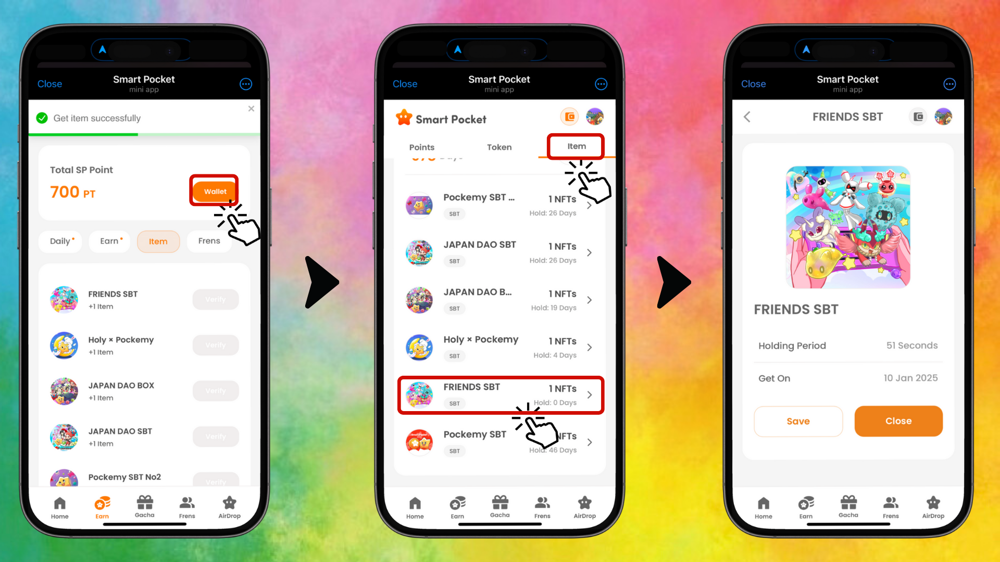 Close
Smart Pocket
mini app
Get item successfully
Total SP Point
700 PT
Wallet
Daily
Earn
Item
Frens
FRIENDS SBT
+1 Item
Verify
Holy × Pockemy
+1 Item
Verify
JAPAN DAO BOX
+1 Item
Verify
JAPAN DAO SBT
+1 Item
Verify
Pockemy SBT No2
Verify
Home
Earn
Gacha
Frens
AirDrop
Close
Smart Pocket
mini app
Smart Pocket
Points
Token
Item
Pockemy SBT ...
1 NFTs
SBT
Hold: 26 Days
JAPAN DAO SBT
1 NFTs
SBT
Hold: 26 Days
JAPAN DAO B...
1 NFTs
SBT
Hold: 19 Days
Holy × Pockemy
1 NFTs
SBT
Hold: 4 Days
FRIENDS SBT
1 NFTs
SBT
Hold: 0 Days
Pockemy SBT
NFTs
SBT
Hold: 46 Days
Home
Earn
Gacha
Frens
AirDrop
Close
Smart Pocket
mini app
FRIENDS SBT
FRIENDS SBT
Holding Period
51 Seconds
Get On
10 Jan 2025
Save
Close
Home
Earn
Gacha
Frens
AirDrop